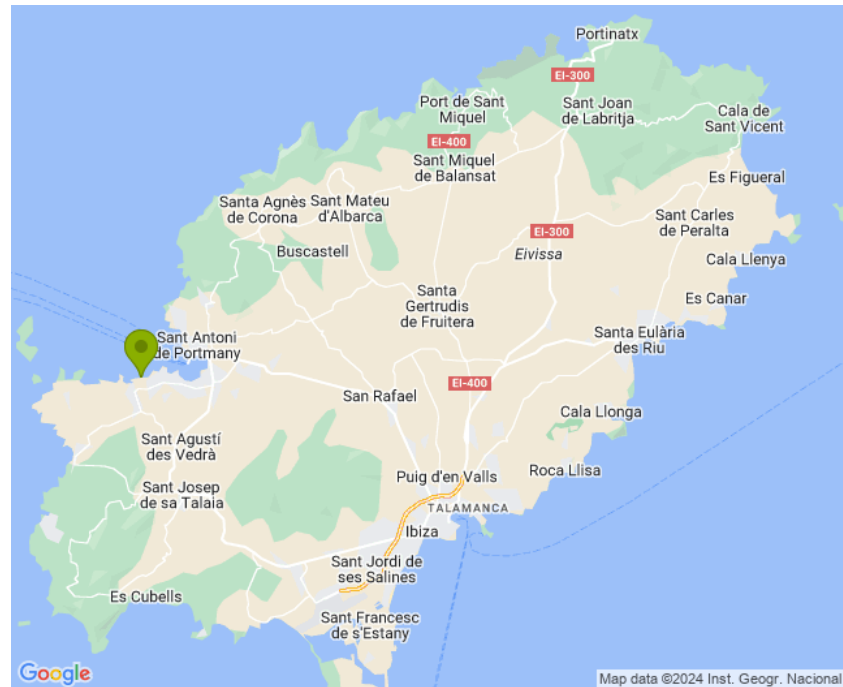 Portinatx
EI-300
Port de Sant
Miquel
Sant Joan
de Labritja
Cala de
Sant Vicent
EI-400
Sant Miquel
de Balansat
Es Figueral
Santa Agnès
de Corona
Sant Mateu
d'Albarca
Sant Carles
de Peralta
EI-300
Buscastell
Eivissa
Cala Llenya
Santa
Gertrudis
de Fruitera
Es Canar
Sant Antoni
de Portmany
Santa Eulària
des Riu
EI-400
San Rafael
Cala Llonga
Sant Agustí
des Vedrà
Roca Llisa
Puig d'en Valls
Sant Josep
de sa Talaia
TALAMANCA
Ibiza
Sant Jordi de
ses Salines
Es Cubells
Sant Francesc
de s'Estany
Google
Map data ©2024 Inst. Geogr. Nacional